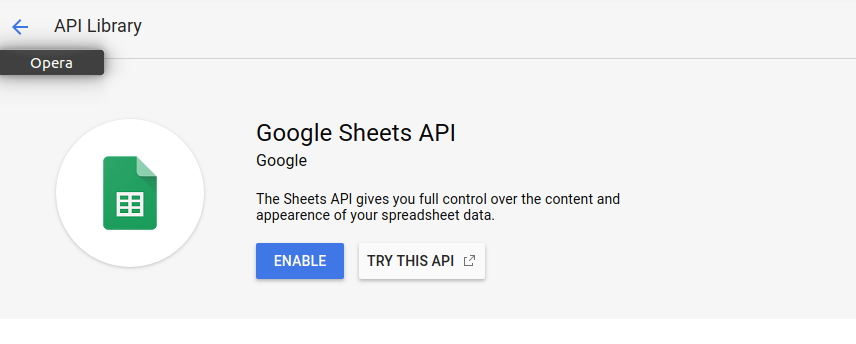 API Library
Opera
Google Sheets API
Google
The Sheets API gives you full control over the content and
appearence of your spreadsheet data.
ENABLE
TRY THIS API